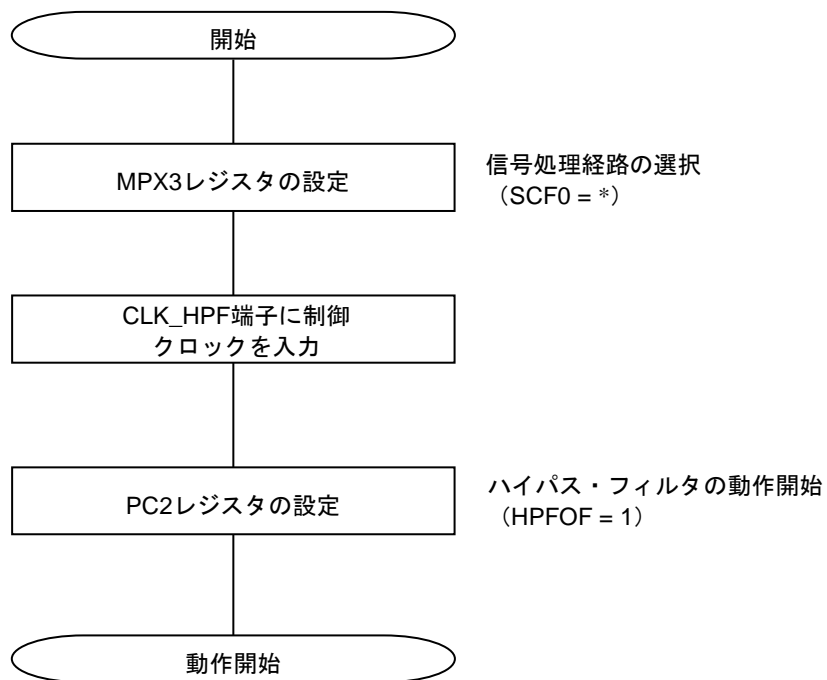 開始
MPX3レジスタの設定
信号処理経路の選択
（SCF0 = *）
CLK_HPF端子に制御
クロックを入力
PC2レジスタの設定
ハイパス・フィルタの動作開始
（HPFOF = 1）
動作開始